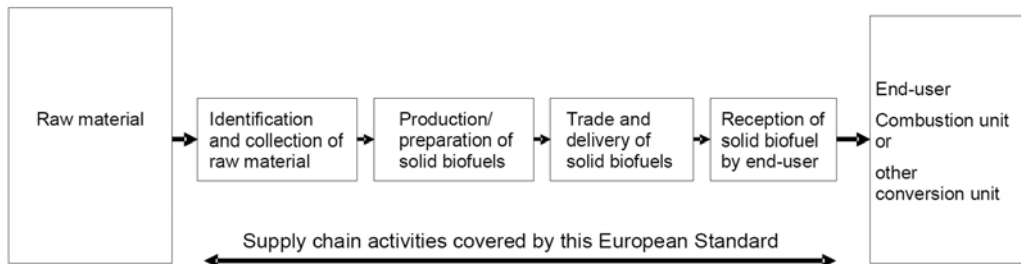 Raw material
Identification
and collection of
raw material
Production/
preparation of
solid biofuels
Trade and
delivery of
solid biofuels
Reception of
solid biofuel
by end-user
End-user
Combustion unit
or
other
conversion unit
Supply chain activities covered by this European Standard